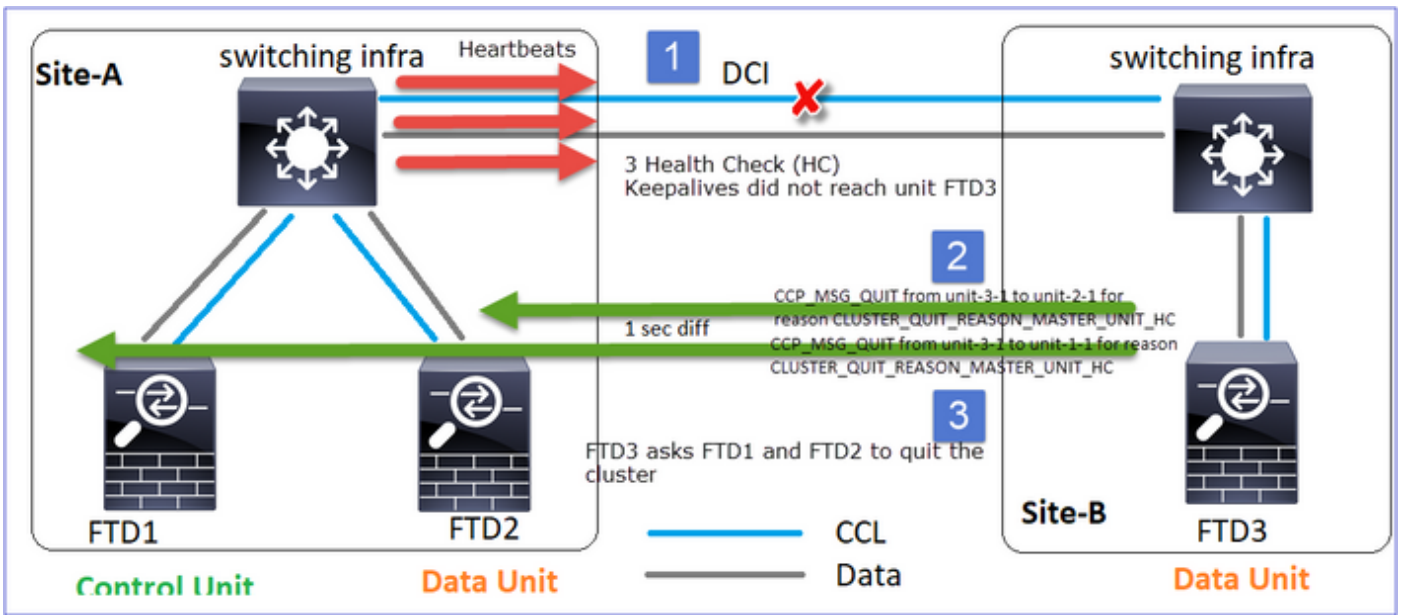 Site-A
switching infra
Heartbeats
1
DCI
switching infra
3 Health Check (HC)
Keepalives did not reach unit FTD3
2
CCP_MSG_QUIT from unit-3-1 to unit-2-1 for
reason CLUSTER_QUIT_REASON_MASTER_UNIT_HC
1 sec diff
CCP_MSG_QUIT from unit-3-1 to unit-1-1 for reason
CLUSTER_QUIT_REASON_MASTER_UNIT_HC
3
FTD3 asks FTD1 and FTD2 to quit the
cluster
FTD1
FTD2
Site-B
FTD3
CCL
Data
Control Unit
Data Unit
Data Unit